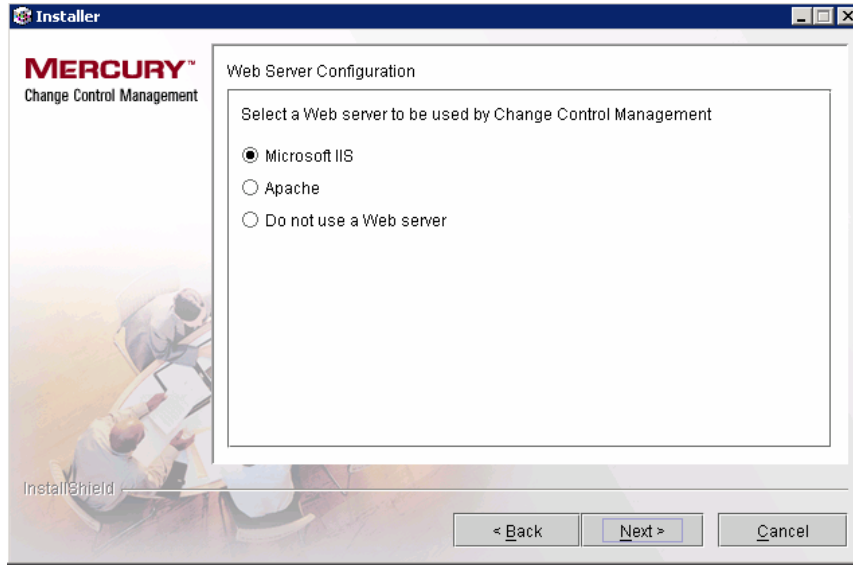 Installer
MERCURY™
Change Control Management
Web Server Configuration
Select a Web server to be used by Change Control Management
Microsoft IIS
Apache
Do not use a Web server
InstallShield
< Back
Next >
Cancel